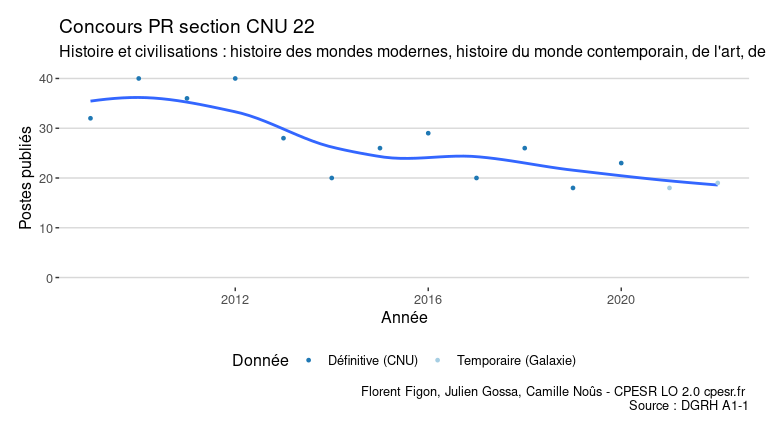 Concours PR section CNU 22
Histoire et civilisations : histoire des mondes modernes, histoire du monde contemporain, de l'art, de
40
30
20
10
0
Postes publiés
2012
2016
2020
Année
Donnée
Définitive (CNU)
Temporaire (Galaxie)
Florent Figon, Julien Gossa, Camille Noûs - CPESR LO 2.0 cpesr.fr
Source : DGRH A1-1